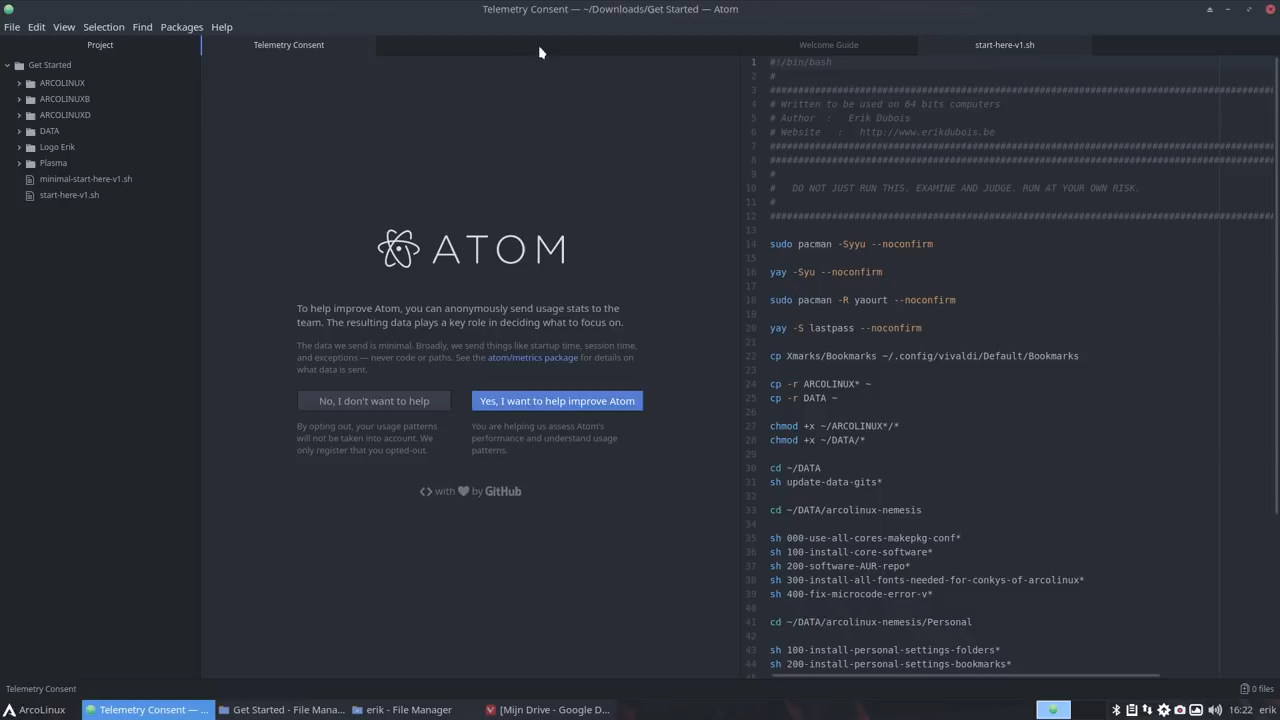 Telemetry Consent — ~/Downloads/Get Started — Atom
File Edit View Selection Find Packages Help
Project
Telemetry Consent
Welcome Guide
start-here-v1.sh
Get Started
ARCOLINUX
ARCOLINUXB
ARCOLINUXD
DATA
Logo Erik
Plasma
minimal-start-here-v1.sh
start-here-v1.sh
ATOM
To help improve Atom, you can anonymously send usage stats to the
team. The resulting data plays a key role in deciding what to focus on.
The data we send is minimal. Broadly, we send things like startup time, session time,
and exceptions — never code or paths. See the atom/metrics package for details on
what data is sent.
No, I don't want to help
Yes, I want to help improve Atom
By opting out, your usage patterns
will not be taken into account. We
only register that you opted-out.
You are helping us assess Atom's
performance and understand usage
patterns.
<> with by GitHub
1 #!/bin/bash
2 #
3 ##########################################################################################
4 # Written to be used on 64 bits computers
5 # Author : Erik Dubois
6 # Website : http://www.erikdubois.be
7 ##########################################################################################
8 ##########################################################################################
9 #
10 # DO NOT JUST RUN THIS. EXAMINE AND JUDGE. RUN AT YOUR OWN RISK.
11 #
12 ##########################################################################################
13
14 sudo pacman -Syyu --noconfirm
15
16 yay -Syu --noconfirm
17
18 sudo pacman -R yaourt --noconfirm
19
20 yay -S lastpass --noconfirm
21
22 cp Xmarks/Bookmarks ~/.config/vivaldi/Default/Bookmarks
23
24 cp -r ARCOLINUX* ~
25 cp -r DATA ~
26
27 chmod +x ~/ARCOLINUX*/*
28 chmod +x ~/DATA/*
29
30 cd ~/DATA
31 sh update-data-gits*
32
33 cd ~/DATA/arcolinux-nemesis
34
35 sh 000-use-all-cores-makepkg-conf*
36 sh 100-install-core-software*
37 sh 200-software-AUR-repo*
38 sh 300-install-all-fonts-needed-for-conkys-of-arcolinux*
39 sh 400-fix-microcode-error-v*
40
41 cd ~/DATA/arcolinux-nemesis/Personal
42
43 sh 100-install-personal-settings-folders*
44 sh 200-install-personal-settings-bookmarks*
Telemetry Consent
0 files
ArcoLinux
Telemetry Consent — ...
Get Started - File Mana...
erik - File Manager
[Mijn Drive - Google D...
16:22 erik